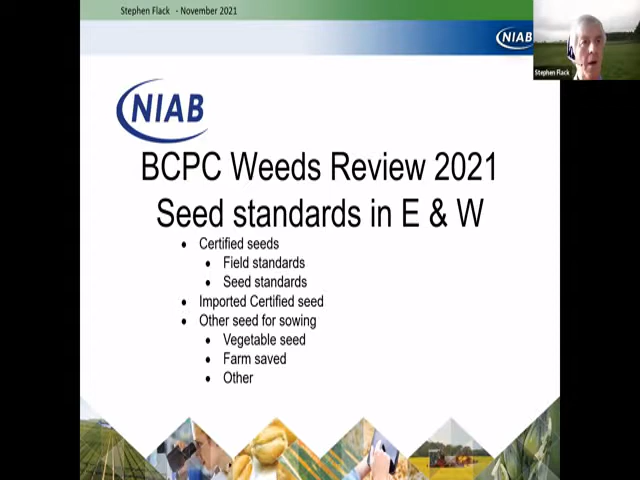 Stephen Flack - November 2021
NIAB
Stephen Flack
NIAB
BCPC Weeds Review 2021
Seed standards in E & W
• Certified seeds
• Field standards
• Seed standards
• Imported Certified seed
• Other seed for sowing
• Vegetable seed
• Farm saved
• Other